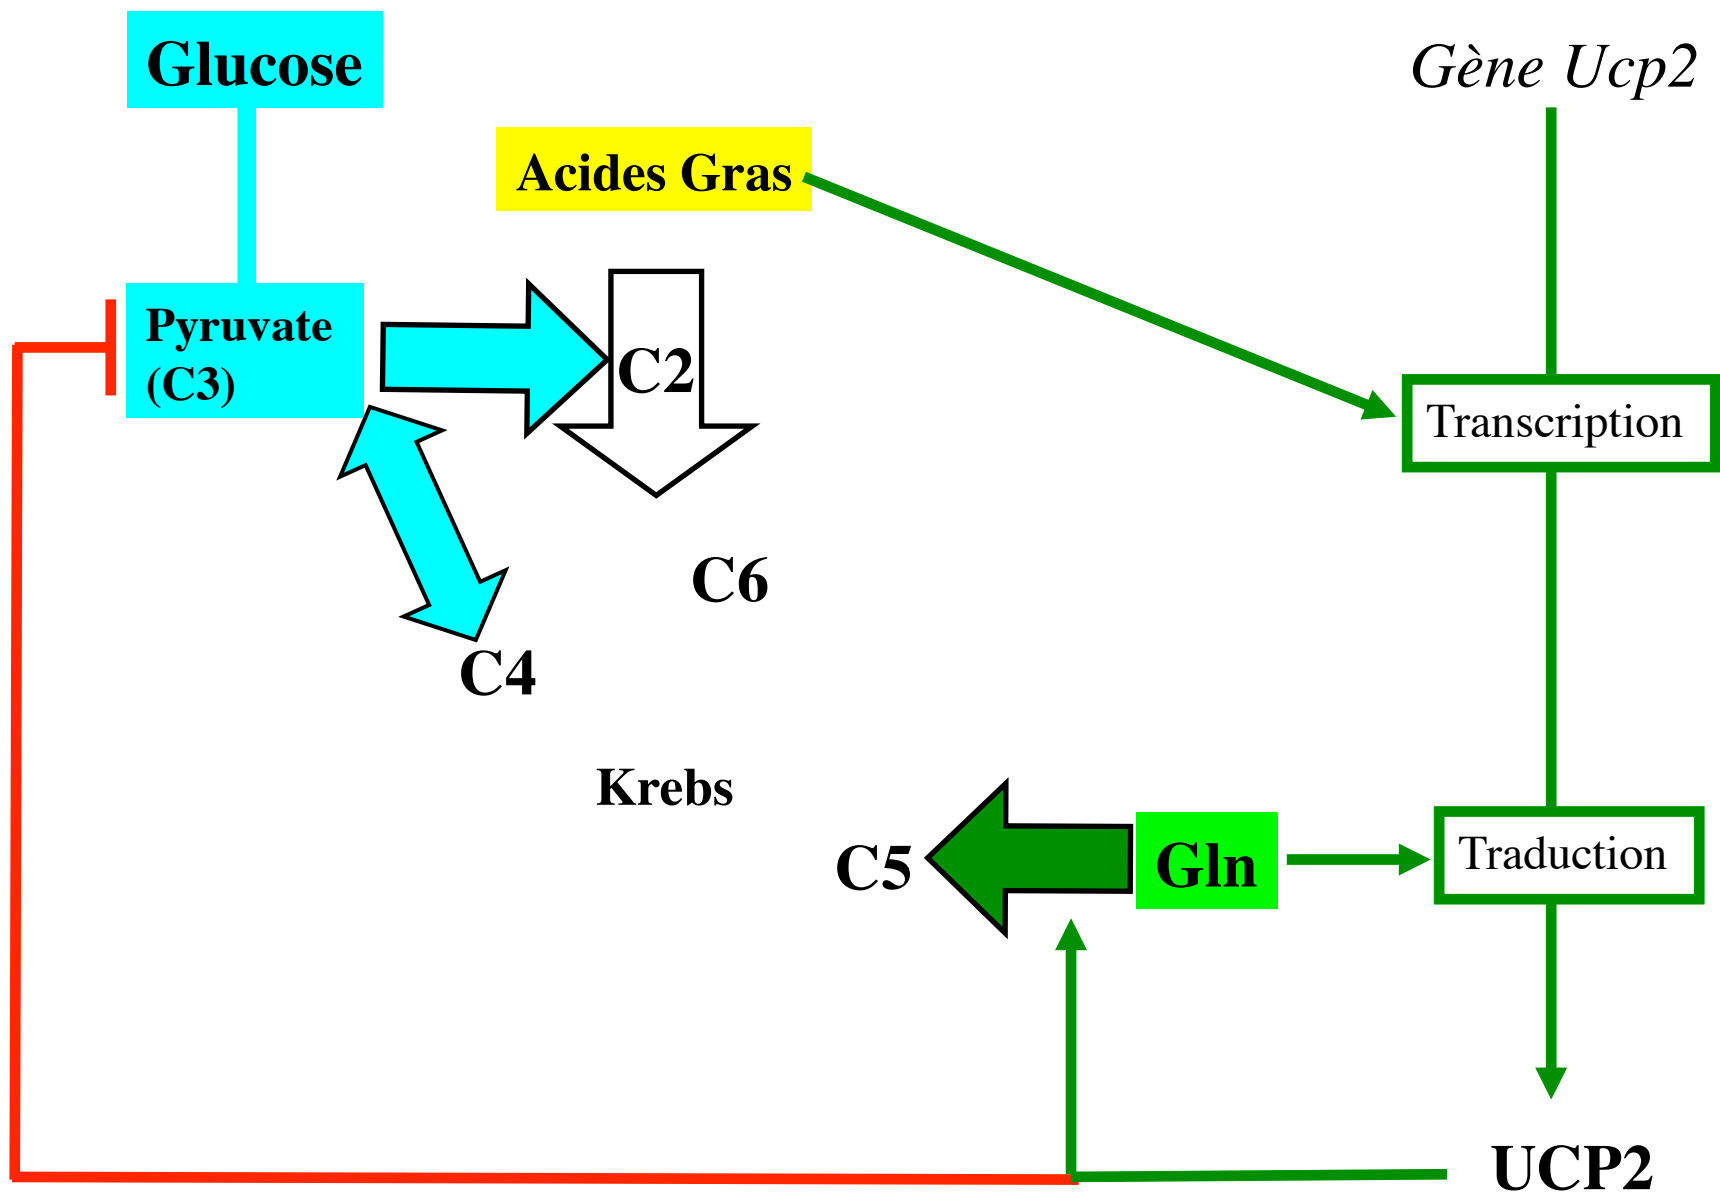 Glucose
Gène Ucp2
Acides Gras
Pyruvate
(C3)
C2
Transcription
C6
C4
Krebs
C5
Gln
Traduction
UCP2